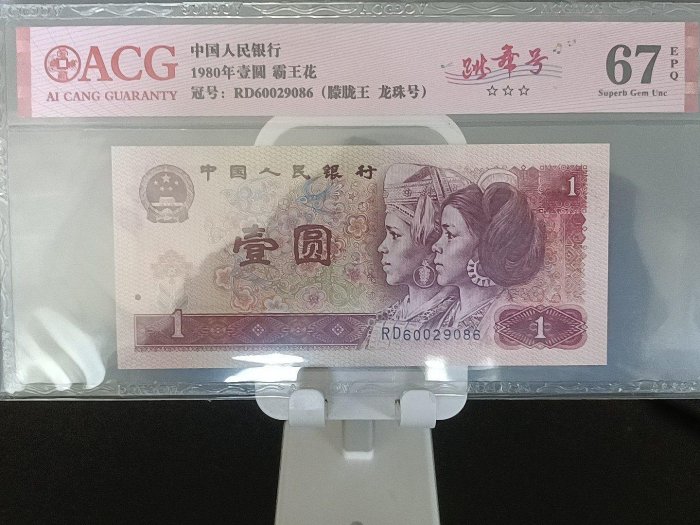 ACG
AI CANG GUARANTY
中国人民银行
1980年壹圆 霸王花
冠号：RD60029086（朦胧王 龙珠号）
跳舞号
☆☆☆
67
EPQ
Superb Gem Unc
中国人民银行
壹圆
1
1
RD60029086
1